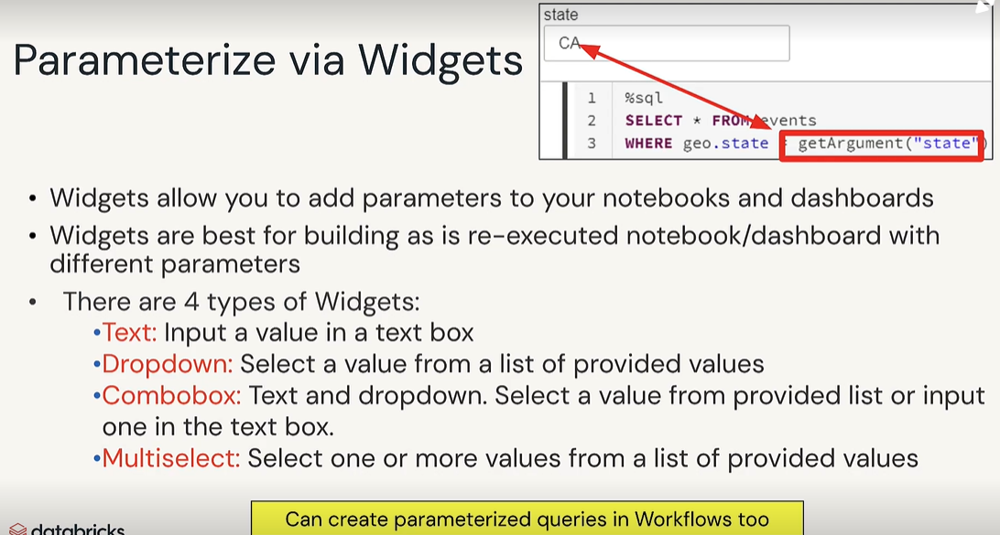 Parameterize via Widgets
state
CA
1 %sql
2 SELECT * FROM events
3 WHERE geo.state = getArgument("state")
• Widgets allow you to add parameters to your notebooks and dashboards
• Widgets are best for building as is re-executed notebook/dashboard with
different parameters
• There are 4 types of Widgets:
•Text: Input a value in a text box
•Dropdown: Select a value from a list of provided values
•Combobox: Text and dropdown. Select a value from provided list or input
one in the text box.
•Multiselect: Select one or more values from a list of provided values
databricks
Can create parameterized queries in Workflows too